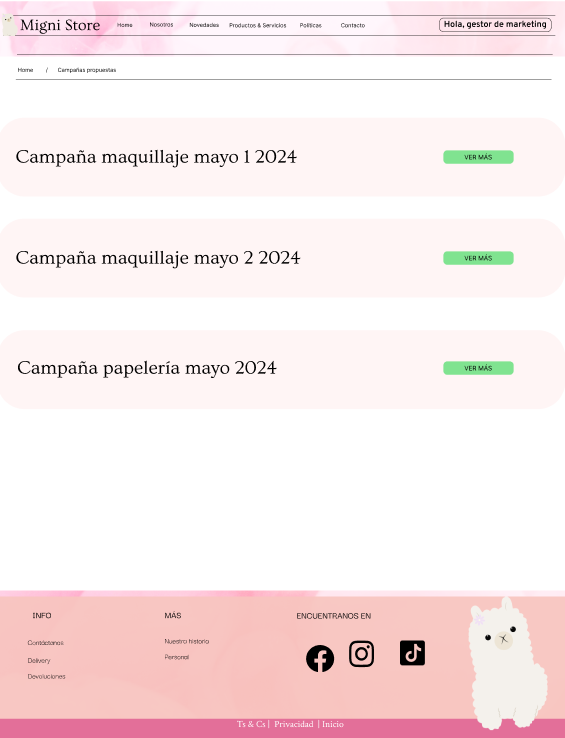 Migni Store Home Nosotros Novedades Productos & Servicios Políticas Contacto Hola, gestor de marketing
Home / Campañas propuestas
Campaña maquillaje mayo 1 2024 VER MÁS
Campaña maquillaje mayo 2 2024 VER MÁS
Campaña papelería mayo 2024 VER MÁS
INFO MÁS ENCUENTRANOS EN
Contáctanos Nuestra historia
Delivery Personal
Devoluciones
Ts & Cs | Privacidad | Inicio